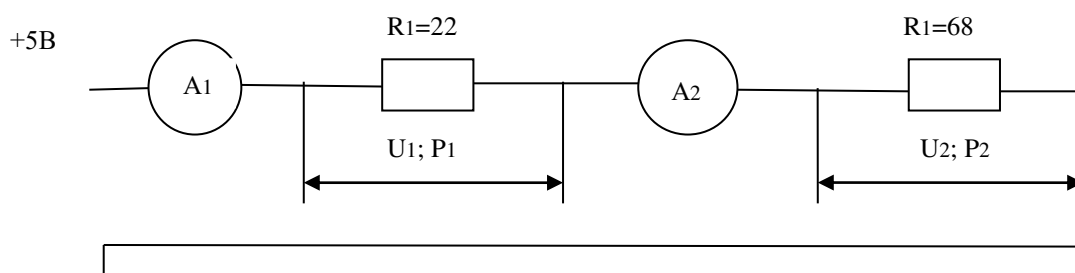 R1=22 R1=68
+5В
A1 A2
U1; P1 U2; P2